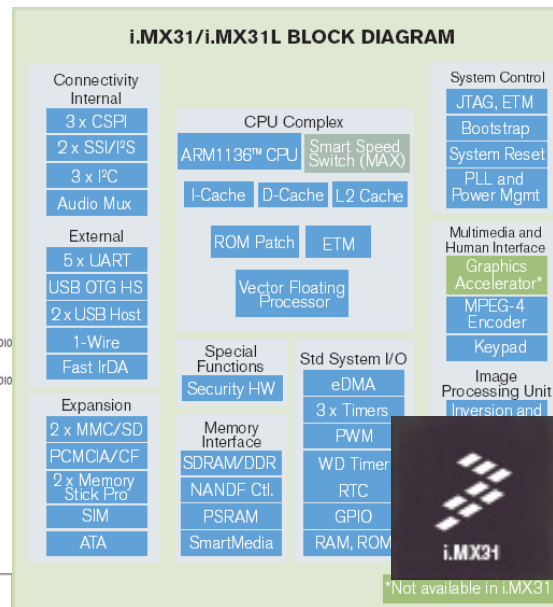 i.MX31/i.MX31L BLOCK DIAGRAM
Connectivity
Internal
3 x CSPI
2 x SSI/I²S
3 x I²C
Audio Mux
External
5 x UART
USB OTG HS
2 x USB Host
1-Wire
Fast IrDA
Expansion
2 x MMC/SD
PCMCIA/CF
2 x Memory
Stick Pro
SIM
ATA
CPU Complex
ARM1136™ CPU
Smart Speed
Switch (MAX)
I-Cache
D-Cache
L2 Cache
ROM Patch
ETM
Vector Floating
Processor
Special
Functions
Security HW
Memory
Interface
SDRAM/DDR
NANDF Ctl.
PSRAM
SmartMedia
Std System I/O
eDMA
3 x Timers
PWM
WD Timer
RTC
GPIO
RAM, ROM
System Control
JTAG, ETM
Bootstrap
System Reset
PLL and
Power Mgmt
Multimedia and
Human Interface
Graphics
Accelerator*
MPEG-4
Encoder
Keypad
Image
Processing Unit
Inversion and
i.MX31
*Not available in i.MX31